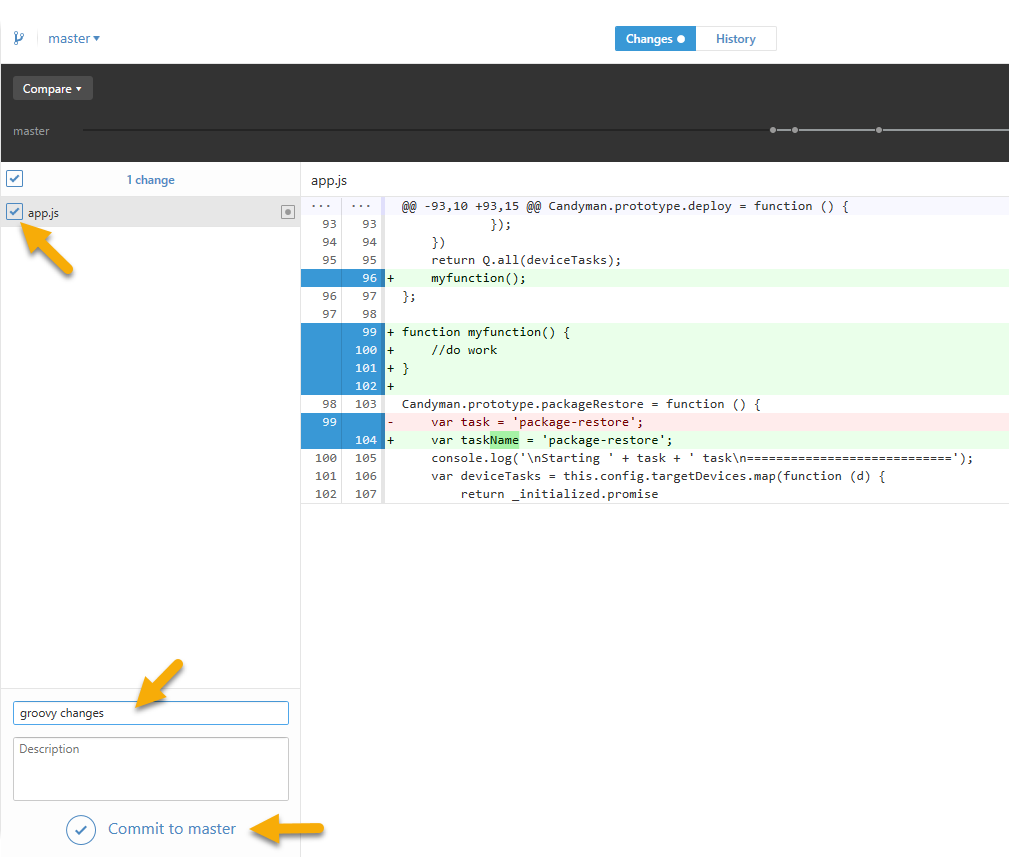 master
Changes
History
Compare
master
1 change
app.js
app.js
... ... @@ -93,10 +93,15 @@ Candyman.prototype.deploy = function () {
93 93 });
94 94 })
95 95 return Q.all(deviceTasks);
96 + myfunction();
96 97 };
97 98
99 + function myfunction() {
100 + //do work
101 + }
102 +
98 103 Candyman.prototype.packageRestore = function () {
99 - var task = 'package-restore';
104 + var taskName = 'package-restore';
100 105 console.log('\nStarting ' + task + ' task\n============================');
101 106 var deviceTasks = this.config.targetDevices.map(function (d) {
102 107 return _initialized.promise
groovy changes
Description
Commit to master